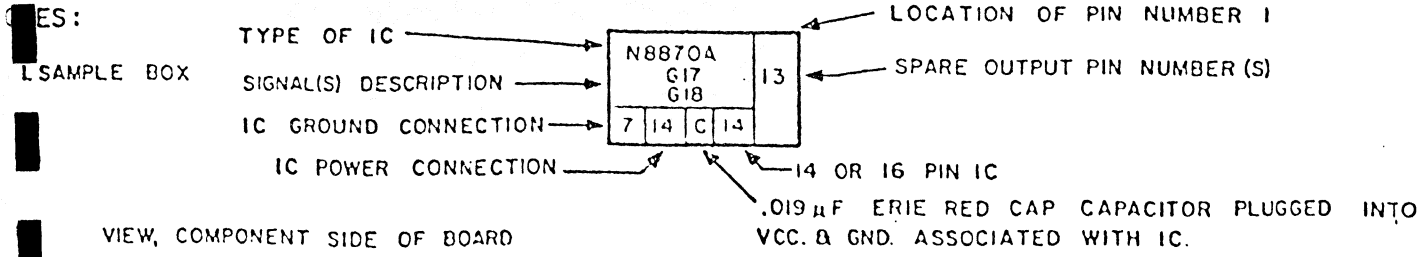 ES:
LOCATION OF PIN NUMBER 1
TYPE OF IC
N8870A
1. SAMPLE BOX
SIGNAL(S) DESCRIPTION
G17
13
SPARE OUTPUT PIN NUMBER(S)
G18
IC GROUND CONNECTION
7 14 C 14
IC POWER CONNECTION
14 OR 16 PIN IC
.019 µF ERIE RED CAP CAPACITOR PLUGGED INTO
VIEW, COMPONENT SIDE OF BOARD
VCC. & GND. ASSOCIATED WITH IC.